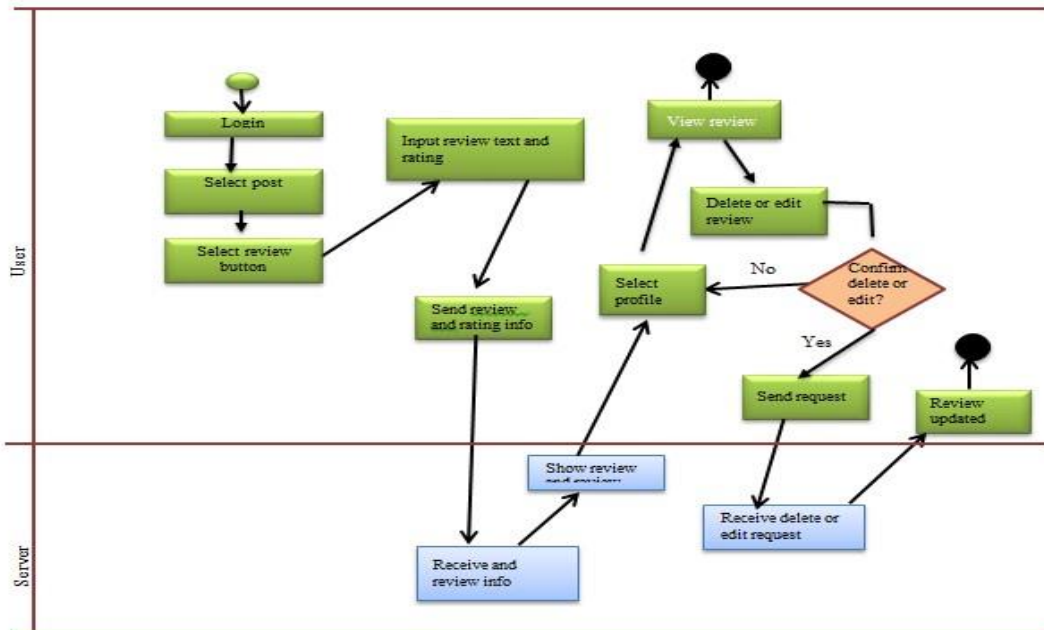 Login
Select post
Select review
button
Input review text and
rating
Send review
and rating info
View review
Delete or edit
review
Select
profile
No
Confirm
delete or
edit?
Yes
Send request
Review
updated
User
Show review
and review
Receive and
review info
Receive delete or
edit request
Server